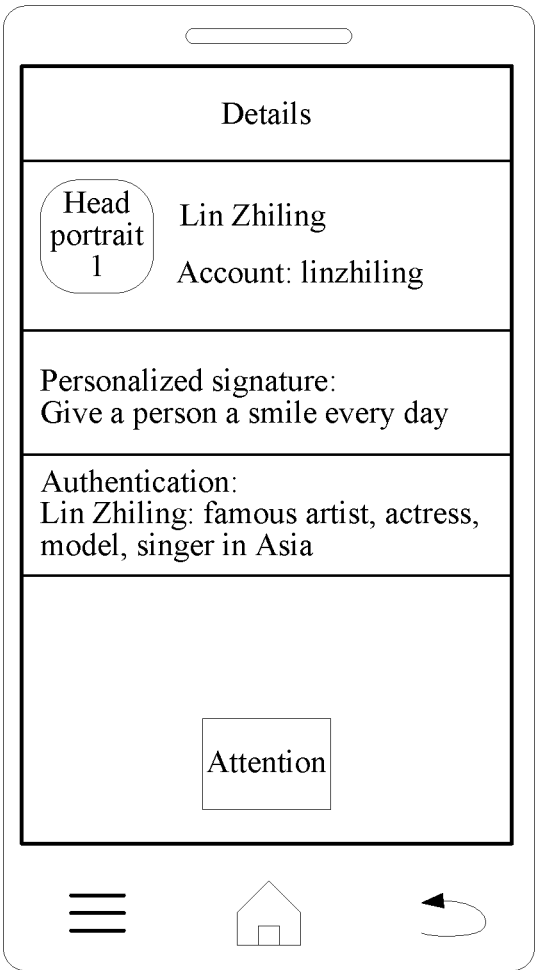 Details
Head
portrait
1
Lin Zhiling
Account: linzhiling
Personalized signature:
Give a person a smile every day
Authentication:
Lin Zhiling: famous artist, actress,
model, singer in Asia
Attention